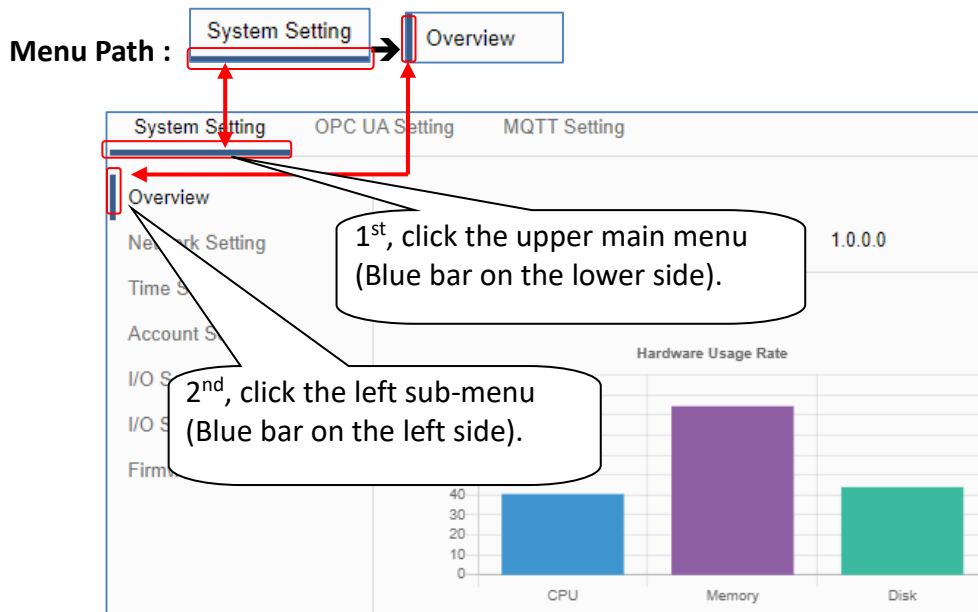 Menu Path : System Setting ➔ Overview
System Setting OPC UA Setting MQTT Setting
Overview
1st, click the upper main menu
(Blue bar on the lower side).
1.0.0.0
Network Setting
Time
Account
Hardware Usage Rate
I/O
2nd, click the left sub-menu
(Blue bar on the left side).
I/O
40
30
20
10
0
CPU Memory Disk